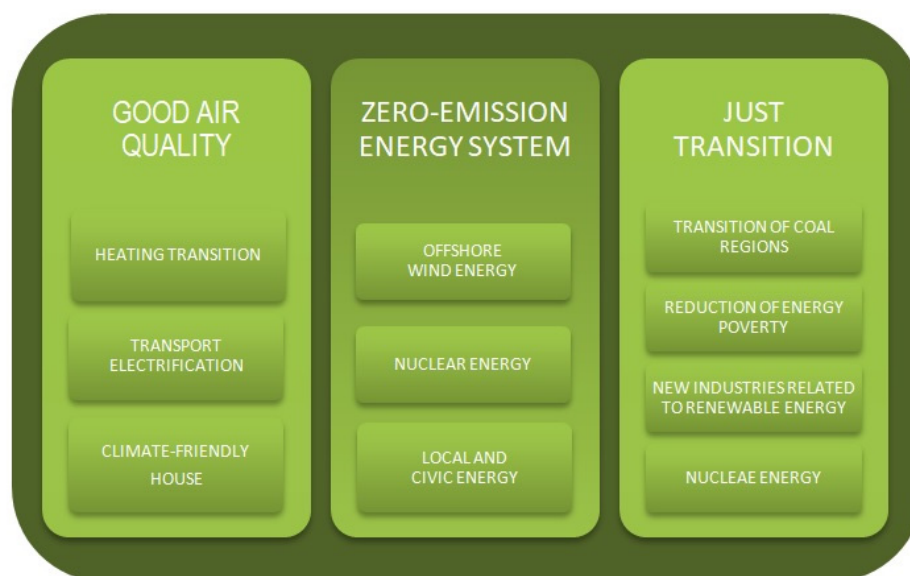 GOOD AIR
QUALITY
HEATING TRANSITION
TRANSPORT
ELECTRIFICATION
CLIMATE-FRIENDLY
HOUSE
ZERO-EMISSION
ENERGY SYSTEM
OFFSHORE
WIND ENERGY
NUCLEAR ENERGY
LOCAL AND
CIVIC ENERGY
JUST
TRANSITION
TRANSITION OF COAL
REGIONS
REDUCTION OF ENERGY
POVERTY
NEW INDUSTRIES RELATED
TO RENEWABLE ENERGY
NUCLEAE ENERGY